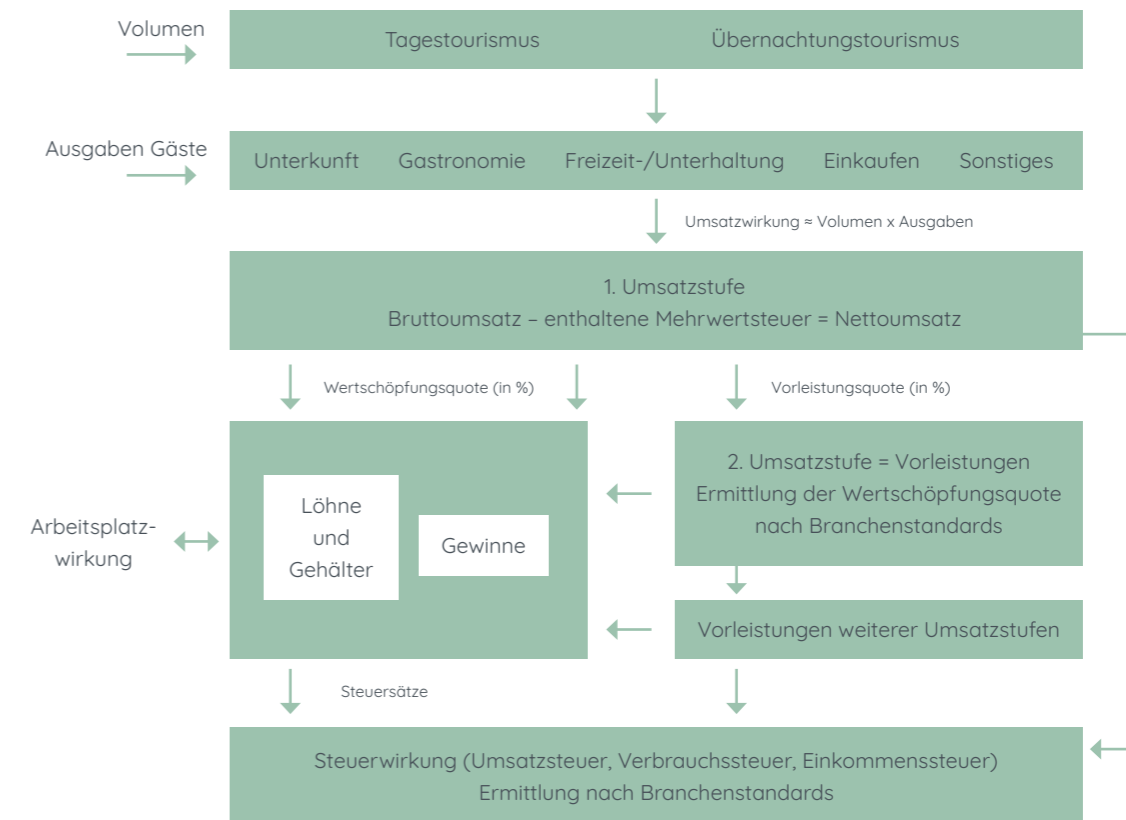 Volumen
Tagestourismus
Übernachtungstourismus
Ausgaben Gäste
Unterkunft
Gastronomie
Freizeit-/Unterhaltung
Einkaufen
Sonstiges
Umsatzwirkung ≈ Volumen x Ausgaben
1. Umsatzstufe
Bruttoumsatz – enthaltene Mehrwertsteuer = Nettoumsatz
Wertschöpfungsquote (in %)
Vorleistungsquote (in %)
Arbeitsplatz-
wirkung
Löhne
und
Gehälter
Gewinne
2. Umsatzstufe = Vorleistungen
Ermittlung der Wertschöpfungsquote
nach Branchenstandards
Vorleistungen weiterer Umsatzstufen
Steuersätze
Steuerwirkung (Umsatzsteuer, Verbrauchssteuer, Einkommenssteuer)
Ermittlung nach Branchenstandards